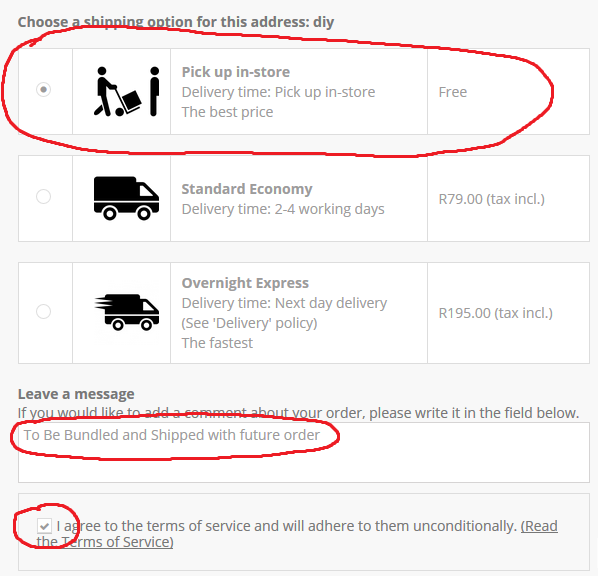 Choose a shipping option for this address: diy
Pick up in-store
Delivery time: Pick up in-store
The best price
Free
Standard Economy
Delivery time: 2-4 working days
R79.00 (tax incl.)
Overnight Express
Delivery time: Next day delivery
(See 'Delivery' policy)
The fastest
R195.00 (tax incl.)
Leave a message
If you would like to add a comment about your order, please write it in the field below.
To Be Bundled and Shipped with future order
I agree to the terms of service and will adhere to them unconditionally. (Read
the Terms of Service)